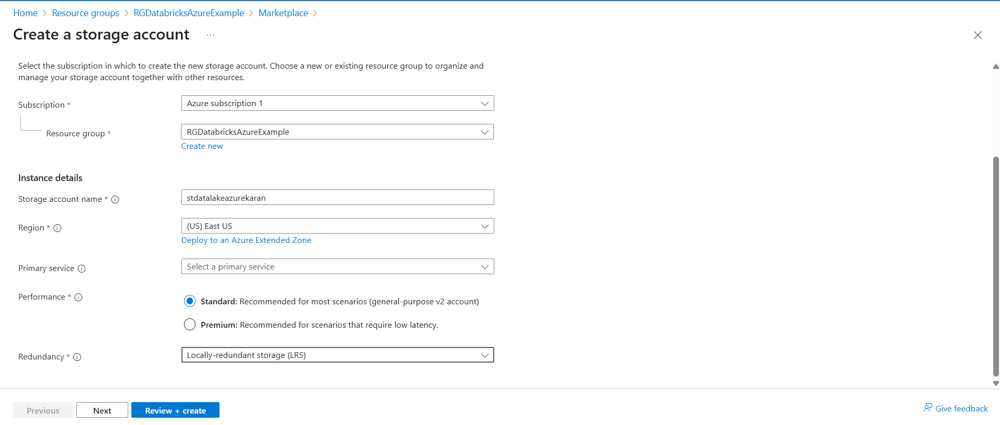 Home > Resource groups > RGDatabricksAzureExample > Marketplace >
Create a storage account ...
Select the subscription in which to create the new storage account. Choose a new or existing resource group to organize and
manage your storage account together with other resources.
Subscription * Azure subscription 1
Resource group * RGDatabricksAzureExample
Create new
Instance details
Storage account name * stdatalakeazurekaran
Region * (US) East US
Deploy to an Azure Extended Zone
Primary service Select a primary service
Performance * Standard: Recommended for most scenarios (general-purpose v2 account)
Premium: Recommended for scenarios that require low latency.
Redundancy * Locally-redundant storage (LRS)
Previous Next Review + create Give feedback